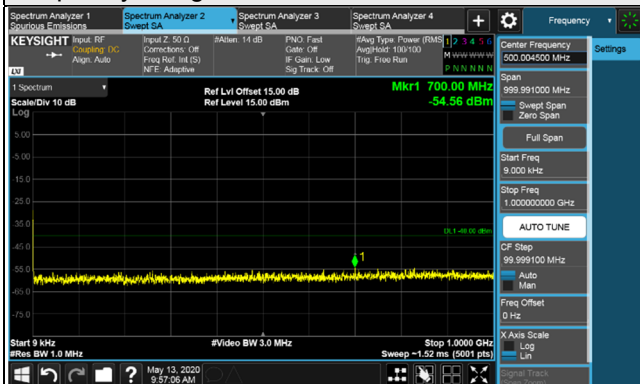 Spectrum Analyzer 1
Spurious Emissions
Spectrum Analyzer 2
Swept SA
Spectrum Analyzer 3
Swept SA
Spectrum Analyzer 4
Swept SA
Frequency
KEYSIGHT
Input: RF
Coupling: DC
Align: Auto
Input Z: 50 Ω
Corrections: Off
Freq Ref: Int (S)
NFE: Adaptive
#Atten: 14 dB
PNO: Fast
Gate: Off
IF Gain: Low
Sig Track: Off
#Avg Type: Power (RMS
Avg|Hold: 100/100
Trig: Free Run
1 2 3 4 5 6
M W W W W W
P N N N N N
LXI
1 Spectrum
Scale/Div 10 dB
Log
Ref Lvl Offset 15.00 dB
Ref Level 15.00 dBm
Mkr1 700.00 MHz
-54.56 dBm
5.00
-5.00
-15.0
-25.0
-35.0
-45.0
-55.0
-65.0
-75.0
DL1 -40.00 dBm
1
Start 9 kHz
#Res BW 1.0 MHz
#Video BW 3.0 MHz
Stop 1.0000 GHz
Sweep ~1.52 ms (5001 pts)
Center Frequency
500.004500 MHz
Settings
Span
999.991000 MHz
Swept Span
Zero Span
Full Span
Start Freq
9.000 kHz
Stop Freq
1.000000000 GHz
AUTO TUNE
CF Step
99.999100 MHz
Auto
Man
Freq Offset
0 Hz
X Axis Scale
Log
Lin
Signal Track
(Span Zoom)
May 13, 2020
9:57:06 AM